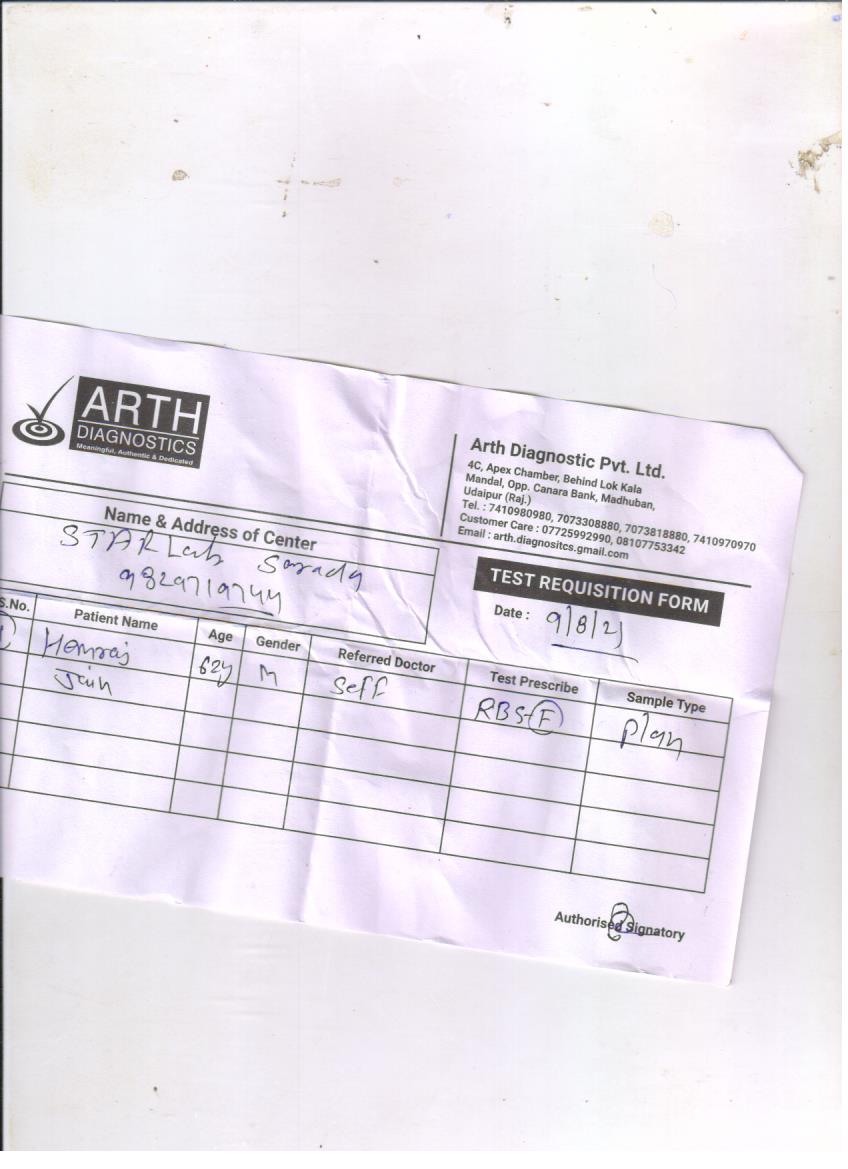 ARTH
DIAGNOSTICS
Meaningful, Authentic & Dedicated
Arth Diagnostic Pvt. Ltd.
4C, Apex Chamber, Behind Lok Kala
Mandal, Opp. Canara Bank, Madhuban,
Udaipur (Raj.)
Tel. : 7410980980, 7073308880, 7073818880, 7410970970
Customer Care : 07725992990, 08107753342
Email : arth.diagnositcs.gmail.com
Name & Address of Center
STAR Lab Sarada
9829719744
TEST REQUISITION FORM
Date : 9/8/21
S.No. Patient Name Age Gender Referred Doctor Test Prescribe Sample Type
1) Hemraj 62y M Self RBS-F Plan
Jain
Authorised Signatory